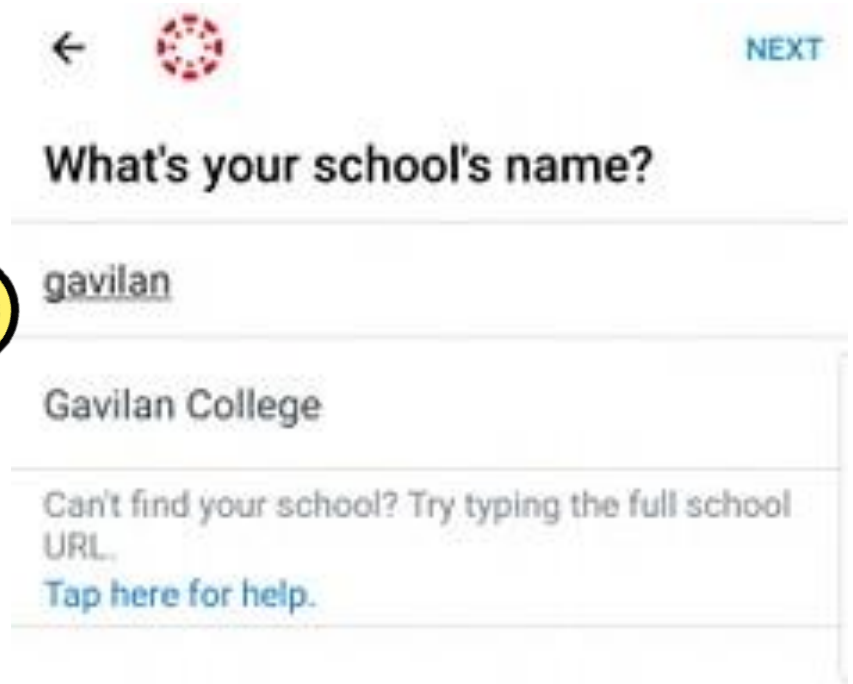 NEXT
What's your school's name?
gavilan
Gavilan College
Can't find your school? Try typing the full school
URL.
Tap here for help.